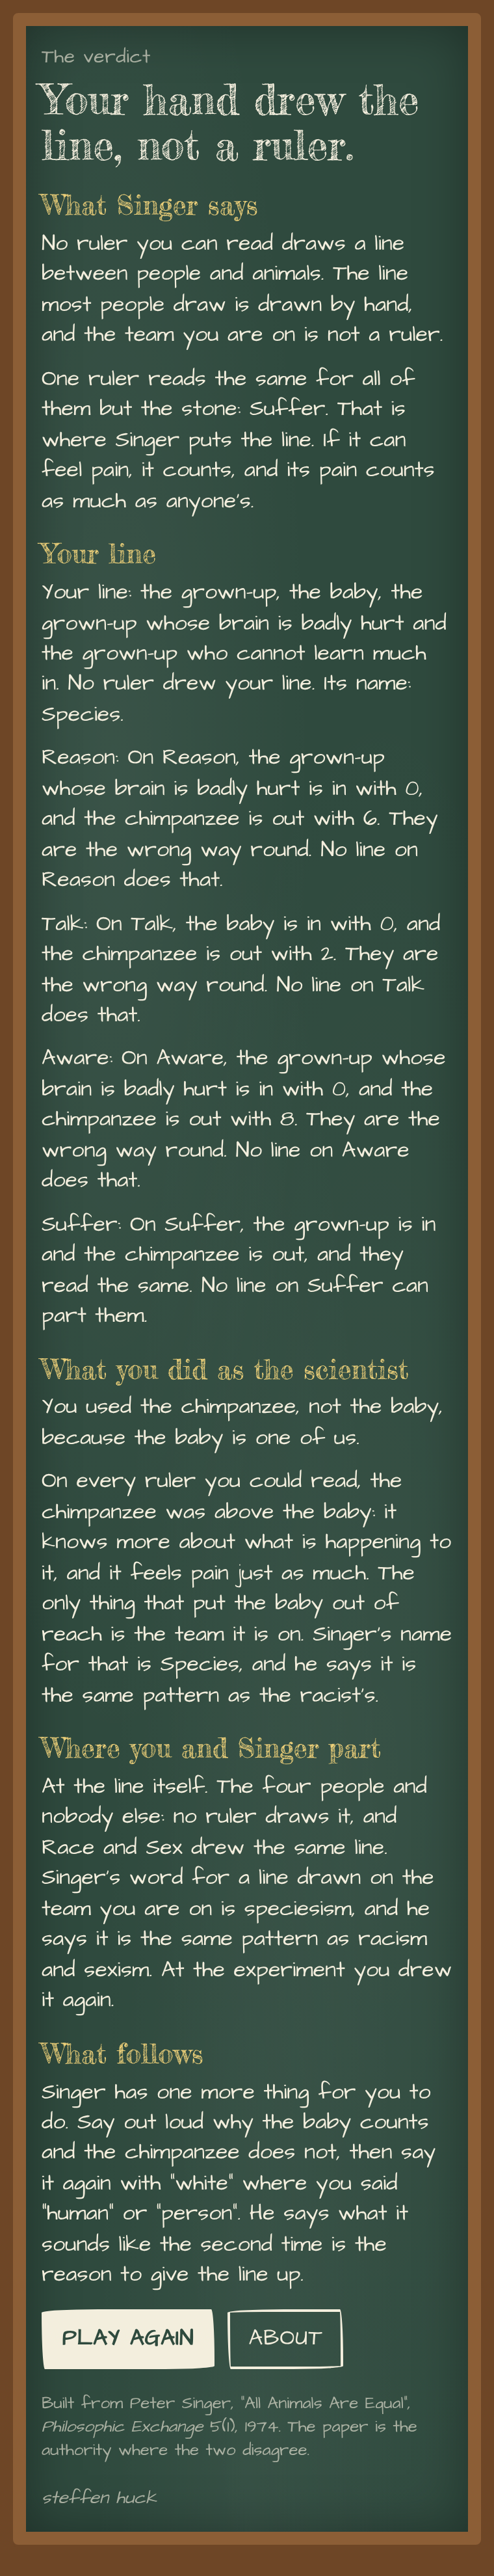 The verdict
Your hand drew the
line, not a ruler.
What Singer says
No ruler you can read draws a line
between people and animals. The line
most people draw is drawn by hand,
and the team you are on is not a ruler.
One ruler reads the same for all of
them but the stone: Suffer. That is
where Singer puts the line. If it can
feel pain, it counts, and its pain counts
as much as anyone's.
Your line
Your line: the grown-up, the baby, the
grown-up whose brain is badly hurt and
the grown-up who cannot learn much
in. No ruler drew your line. Its name:
Species.
Reason: On Reason, the grown-up
whose brain is badly hurt is in with 0,
and the chimpanzee is out with 6. They
are the wrong way round. No line on
Reason does that.
Talk: On Talk, the baby is in with 0, and
the chimpanzee is out with 2. They are
the wrong way round. No line on Talk
does that.
Aware: On Aware, the grown-up whose
brain is badly hurt is in with 0, and the
chimpanzee is out with 8. They are the
wrong way round. No line on Aware
does that.
Suffer: On Suffer, the grown-up is in
and the chimpanzee is out, and they
read the same. No line on Suffer can
part them.
What you did as the scientist
You used the chimpanzee, not the baby,
because the baby is one of us.
On every ruler you could read, the
chimpanzee was above the baby: it
knows more about what is happening to
it, and it feels pain just as much. The
only thing that put the baby out of
reach is the team it is on. Singer's name
for that is Species, and he says it is
the same pattern as the racist's.
Where you and Singer part
At the line itself. The four people and
nobody else: no ruler draws it, and
Race and Sex drew the same line.
Singer's word for a line drawn on the
team you are on is speciesism, and he
says it is the same pattern as racism
and sexism. At the experiment you drew
it again.
What follows
Singer has one more thing for you to
do. Say out loud why the baby counts
and the chimpanzee does not, then say
it again with "white" where you said
"human" or "person". He says what it
sounds like the second time is the
reason to give the line up.
PLAY AGAIN ABOUT
Built from Peter Singer, "All Animals Are Equal",
Philosophic Exchange 5(1), 1974. The paper is the
authority where the two disagree.
steffen huck